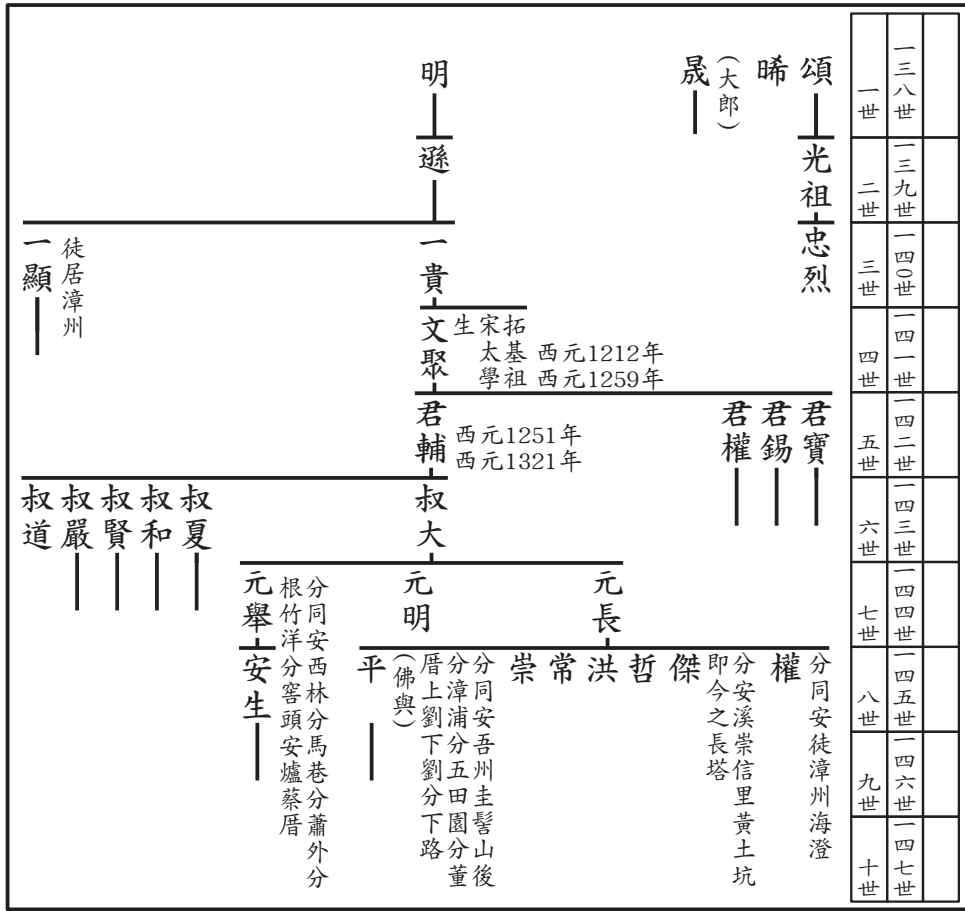 一三八世
一世
一三九世
二世
一四〇世
三世
一四一世
四世
一四二世
五世
一四三世
六世
一四四世
七世
一四五世
八世
一四六世
九世
一四七世
十世
頌
晞
(大郎)
晟
明
光祖
遜
忠烈
一貴
徒居漳州
一顯
文聚
生宋拓
太基 西元1212年
學祖 西元1259年
君寶
君錫
君權
君輔
西元1251年
西元1321年
叔大
叔夏
叔和
叔賢
叔嚴
叔道
元長
元明
元舉
分同安西林分馬巷分蕭外分
根竹洋分窖頭安爐蔡厝
分同安徒漳州海澄
權
分安溪崇信里黃土坑
即今之長塔
傑
哲
洪
常
崇
分同安吾州圭髻山後
分漳浦分五田園分董
厝上劉下劉分下路
(佛與)
平
安生